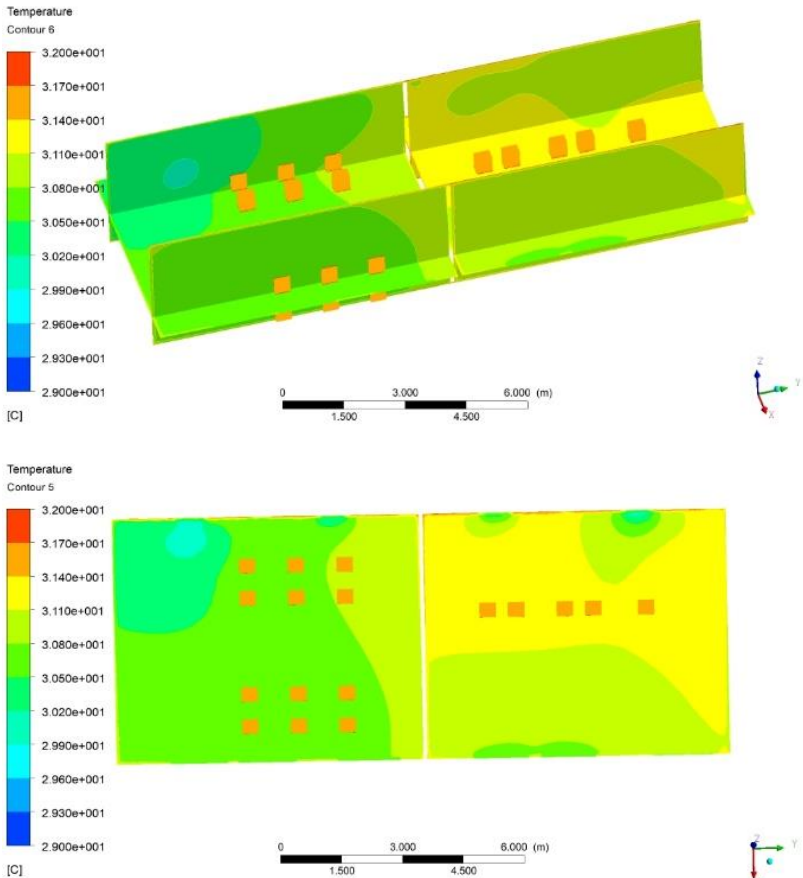 Temperature
Contour 6
3.200e+001
3.170e+001
3.140e+001
3.110e+001
3.080e+001
3.050e+001
3.020e+001
2.990e+001
2.960e+001
2.930e+001
2.900e+001
[C]
0 3.000 6.000 (m)
1.500 4.500
Z
Y
X
Temperature
Contour 5
3.200e+001
3.170e+001
3.140e+001
3.110e+001
3.080e+001
3.050e+001
3.020e+001
2.990e+001
2.960e+001
2.930e+001
2.900e+001
[C]
0 3.000 6.000 (m)
1.500 4.500
Z
Y